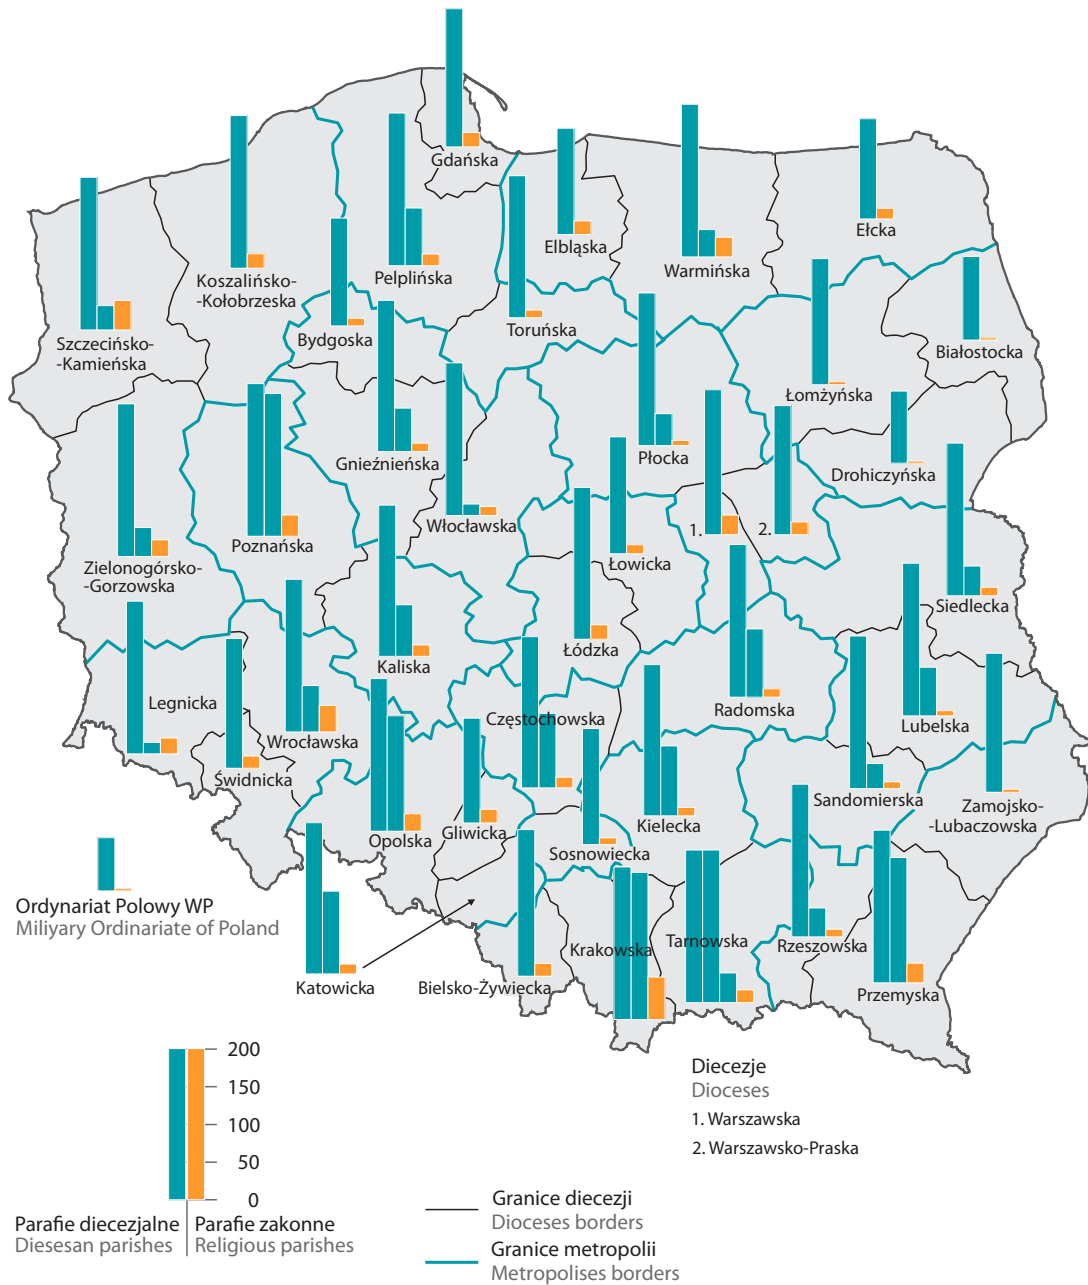 Gdańska
Elbląska
Ełcka
Warmińska
Pelplińska
Koszalińsko-
-Kołobrzeska
Toruńska
Bydgoska
Szczecińsko-
-Kamieńska
Białostocka
Łomżyńska
Gnieźnieńska
Płocka
Drohiczyńska
Włocławska
1.
2.
Poznańska
Łowicka
Zielonogórsko-
-Gorzowska
Siedlecka
Łódzka
Kaliska
Legnicka
Radomska
Częstochowska
Lubelska
Wrocławska
Świdnicka
Sandomierska
Zamojsko-
-Lubaczowska
Kielecka
Gliwicka
Opolska
Sosnowiecka
Ordynariat Polowy WP
Miliyary Ordinariate of Poland
Krakowska
Tarnowska
Rzeszowska
Katowicka
Bielsko-Żywiecka
Przemyska
200
150
100
50
0
Parafie diecezjalne
Diesesan parishes
Parafie zakonne
Religious parishes
Diecezje
Dioceses
1. Warszawska
2. Warszawsko-Praska
Granice diecezji
Dioceses borders
Granice metropolii
Metropolises borders